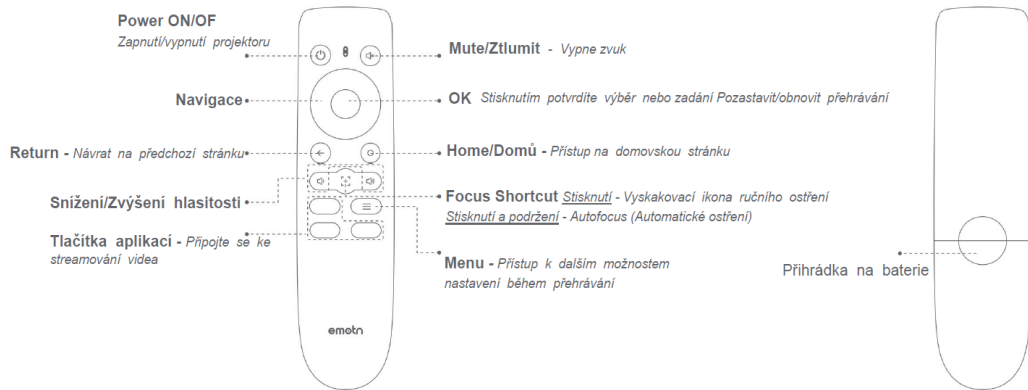 Power ON/OF
Zapnutí/vypnutí projektoru
Mute/Ztlumit - Vypne zvuk
Navigace
OK Stisknutím potvrdíte výběr nebo zadání Pozastavit/obnovit přehrávání
Return - Návrat na předchozí stránku
Home/Domů - Přístup na domovskou stránku
Snížení/Zvýšení hlasitosti
Focus Shortcut Stisknutí - Vyskakovací ikona ručního ostření
Stisknutí a podržení - Autofocus (Automatické ostření)
Tlačítka aplikací - Připojte se ke
streamování videa
Menu - Přístup k dalším možnostem
nastavení během přehrávání
Přihrádka na baterie
emotn